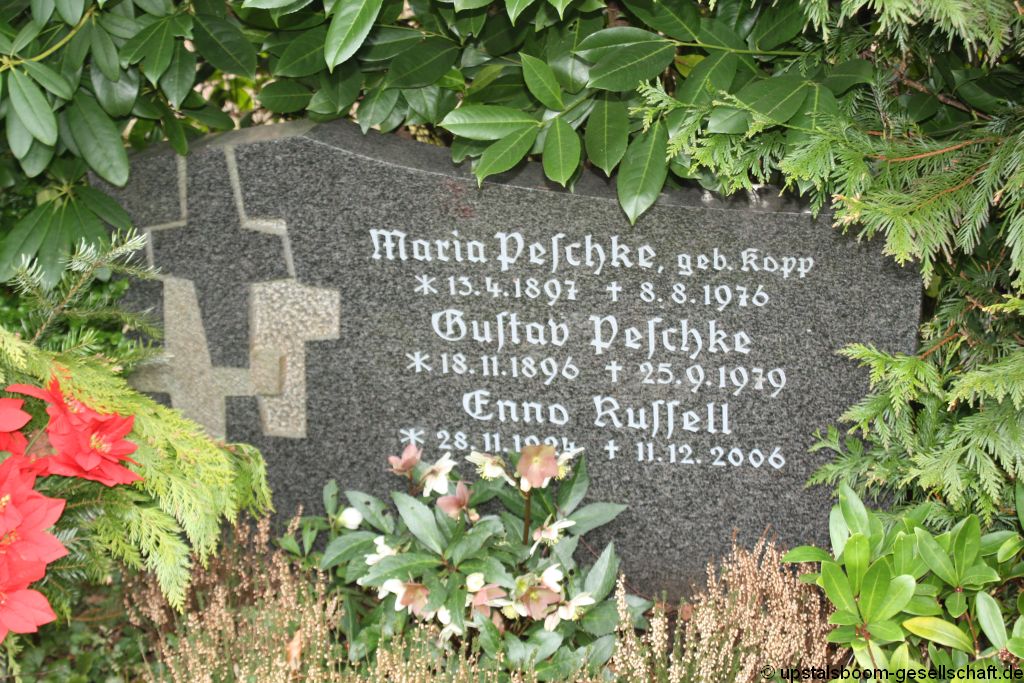 Maria Peſchke, geb. Kopp
* 13.4.1897 † 8.8.1976
Guſtav Peſchke
* 18.11.1896 † 25.9.1979
Enno Ruſſell
* 28.11.1924 † 11.12.2006
© upstalsboom-gesellschaft.de